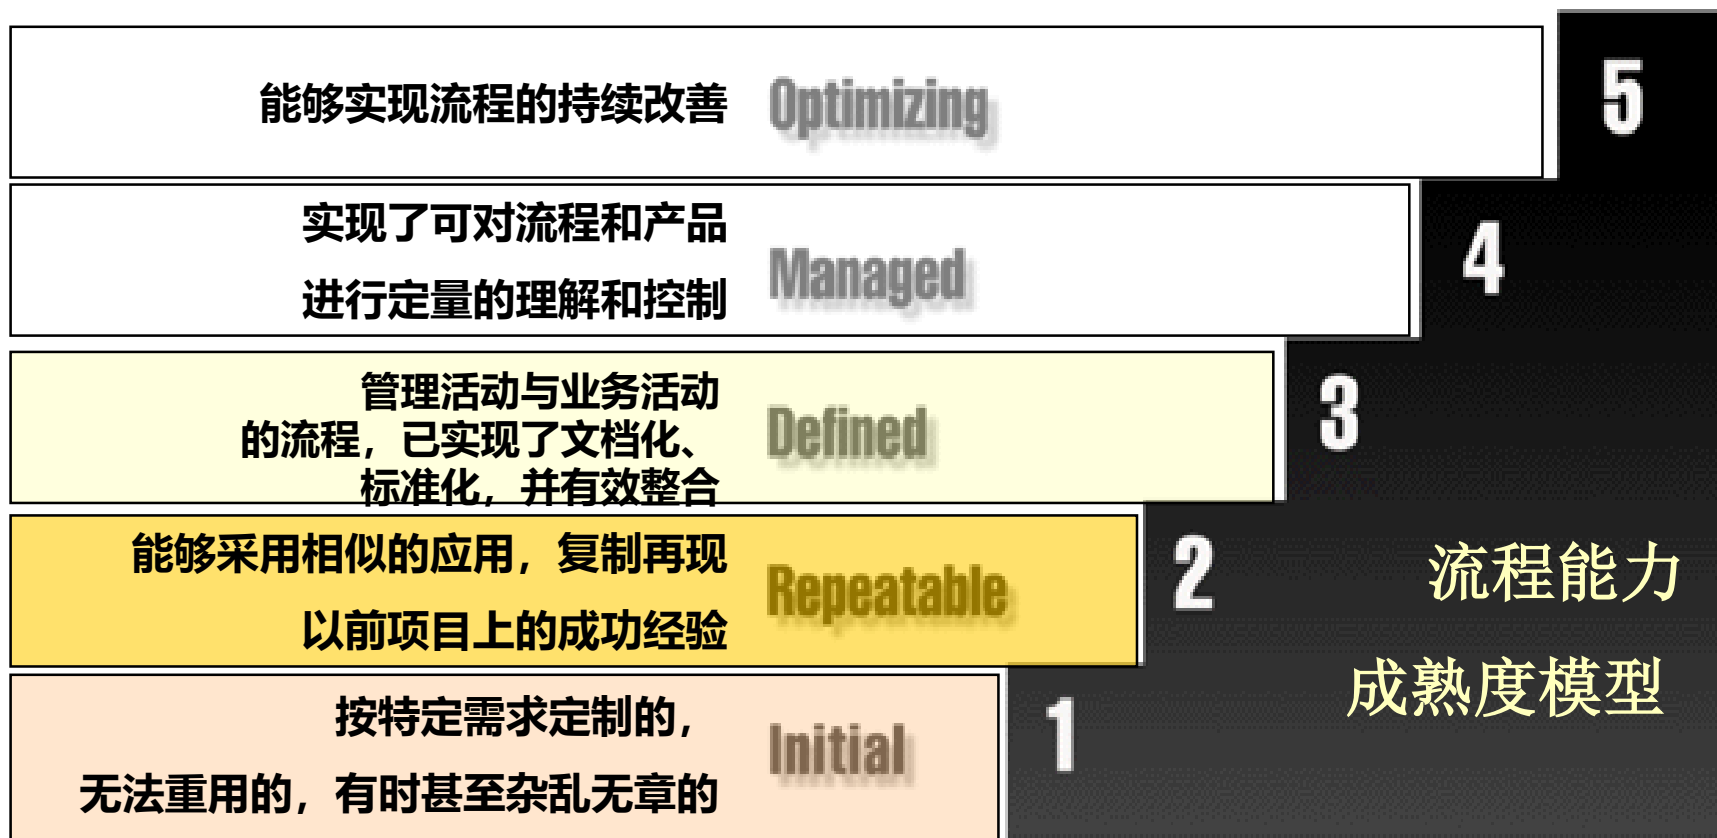 能够实现流程的持续改善
Optimizing
5
实现了可对流程和产品
进行定量的理解和控制
Managed
4
管理活动与业务活动
的流程，已实现了文档化、
标准化，并有效整合
Defined
3
能够采用相似的应用，复制再现
以前项目上的成功经验
Repeatable
2
按特定需求定制的，
无法重用的，有时甚至杂乱无章的
Initial
1
流程能力
成熟度模型